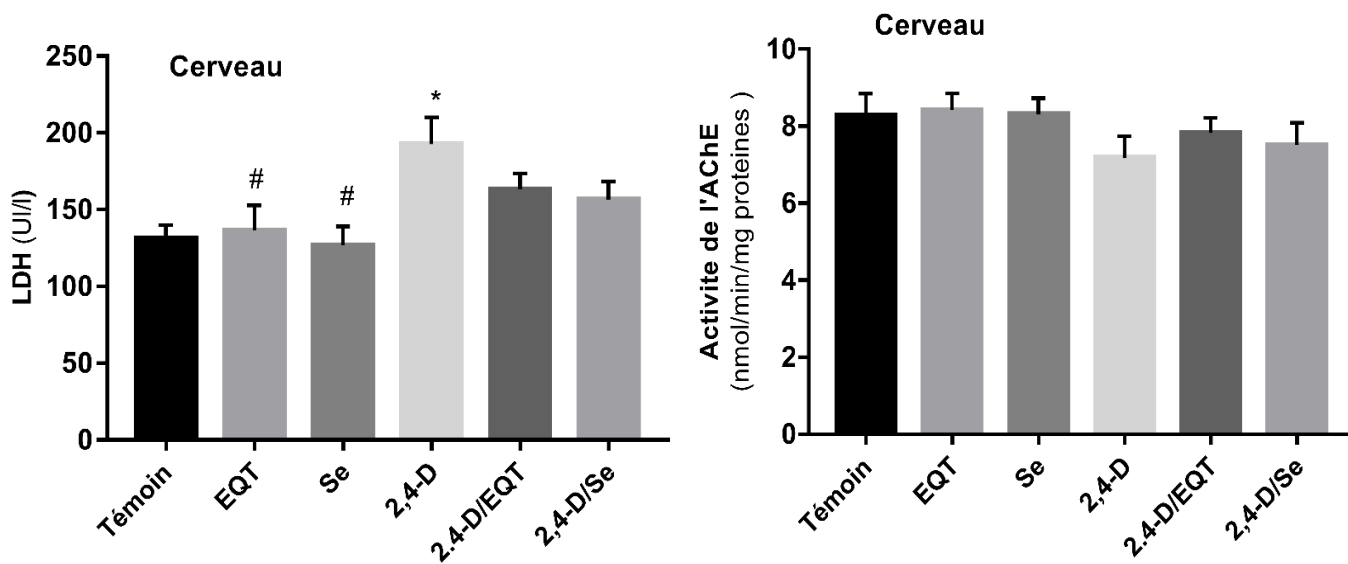 Cerveau
LDH (UI/l)
250
200
150
100
50
0
#
#
*
Témoin
EQT
Se
2,4-D
2.4-D/EQT
2,4-D/Se
Cerveau
Activite de l'AChE
(nmol/min/mg proteines )
10
8
6
4
2
0
Témoin
EQT
Se
2,4-D
2.4-D/EQT
2,4-D/Se